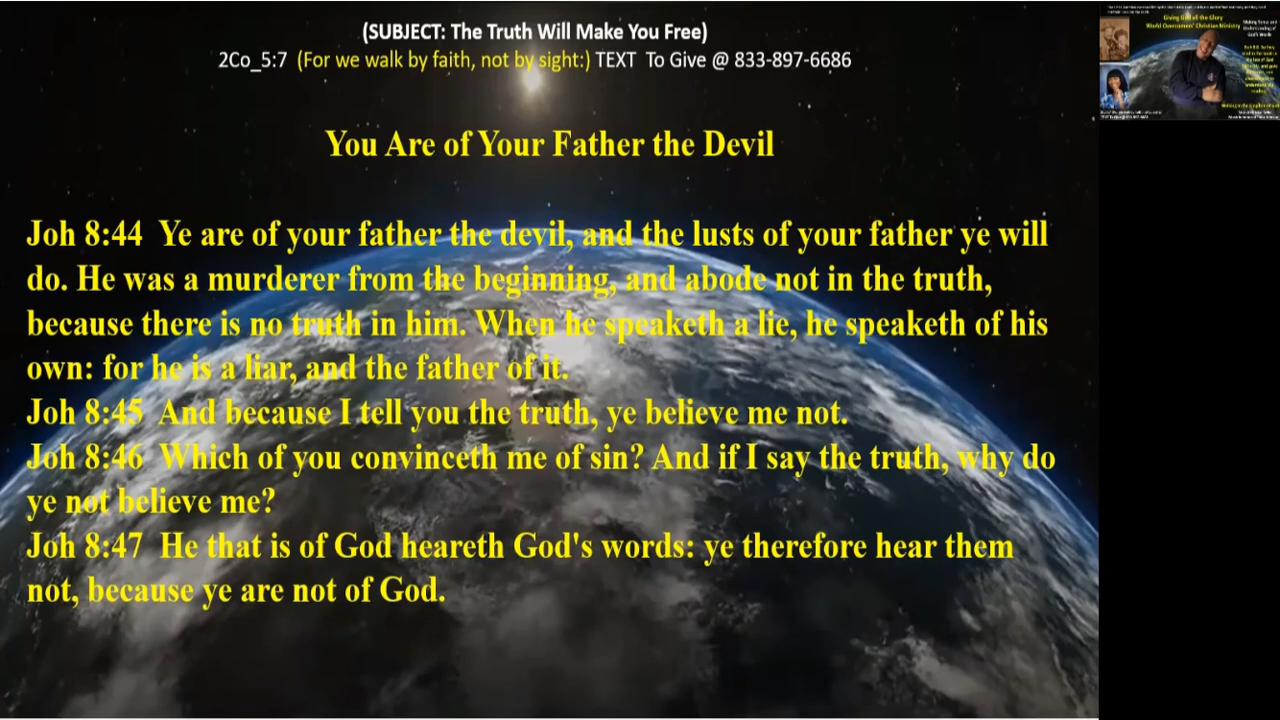 (SUBJECT: The Truth Will Make You Free)
2Co_5:7 (For we walk by faith, not by sight:) TEXT To Give @ 833-897-6686
You Are of Your Father the Devil
Joh 8:44 Ye are of your father the devil, and the lusts of your father ye will
do. He was a murderer from the beginning, and abode not in the truth,
because there is no truth in him. When he speaketh a lie, he speaketh of his
own: for he is a liar, and the father of it.
Joh 8:45 And because I tell you the truth, ye believe me not.
Joh 8:46 Which of you convinceth me of sin? And if I say the truth, why do
ye not believe me?
Joh 8:47 He that is of God heareth God's words: ye therefore hear them
not, because ye are not of God.
Giving God all the Glory
World Overcomers' Christian Ministry